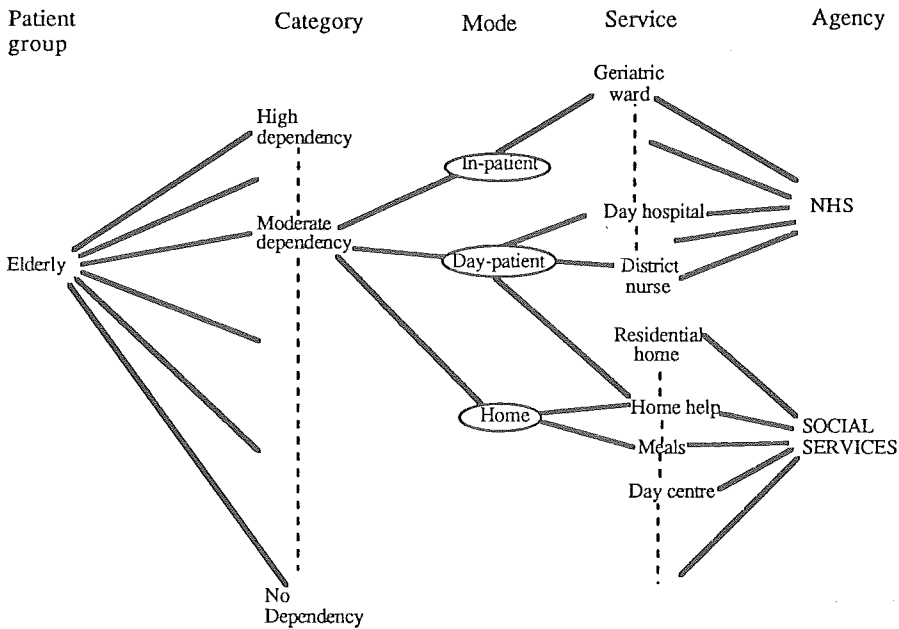 Patient
group
Category
Mode
Service
Agency
Geriatric
ward
High
dependency
In-patient
Moderate
dependency
Day hospital
NHS
Elderly
Day-patient
District
nurse
Residential
home
Home
Home help
SOCIAL
SERVICES
Meals
Day centre
No
Dependency